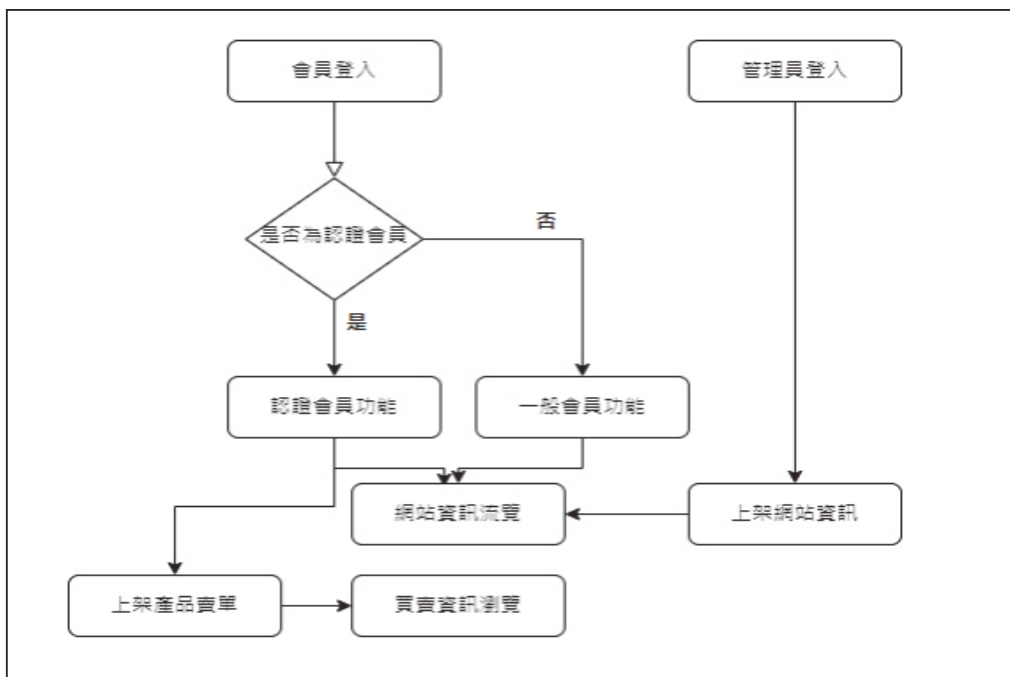 會員登入
管理員登入
是否為認證會員
否
是
認證會員功能
一般會員功能
網站資訊流覽
上架網站資訊
上架產品賣單
買賣資訊瀏覽